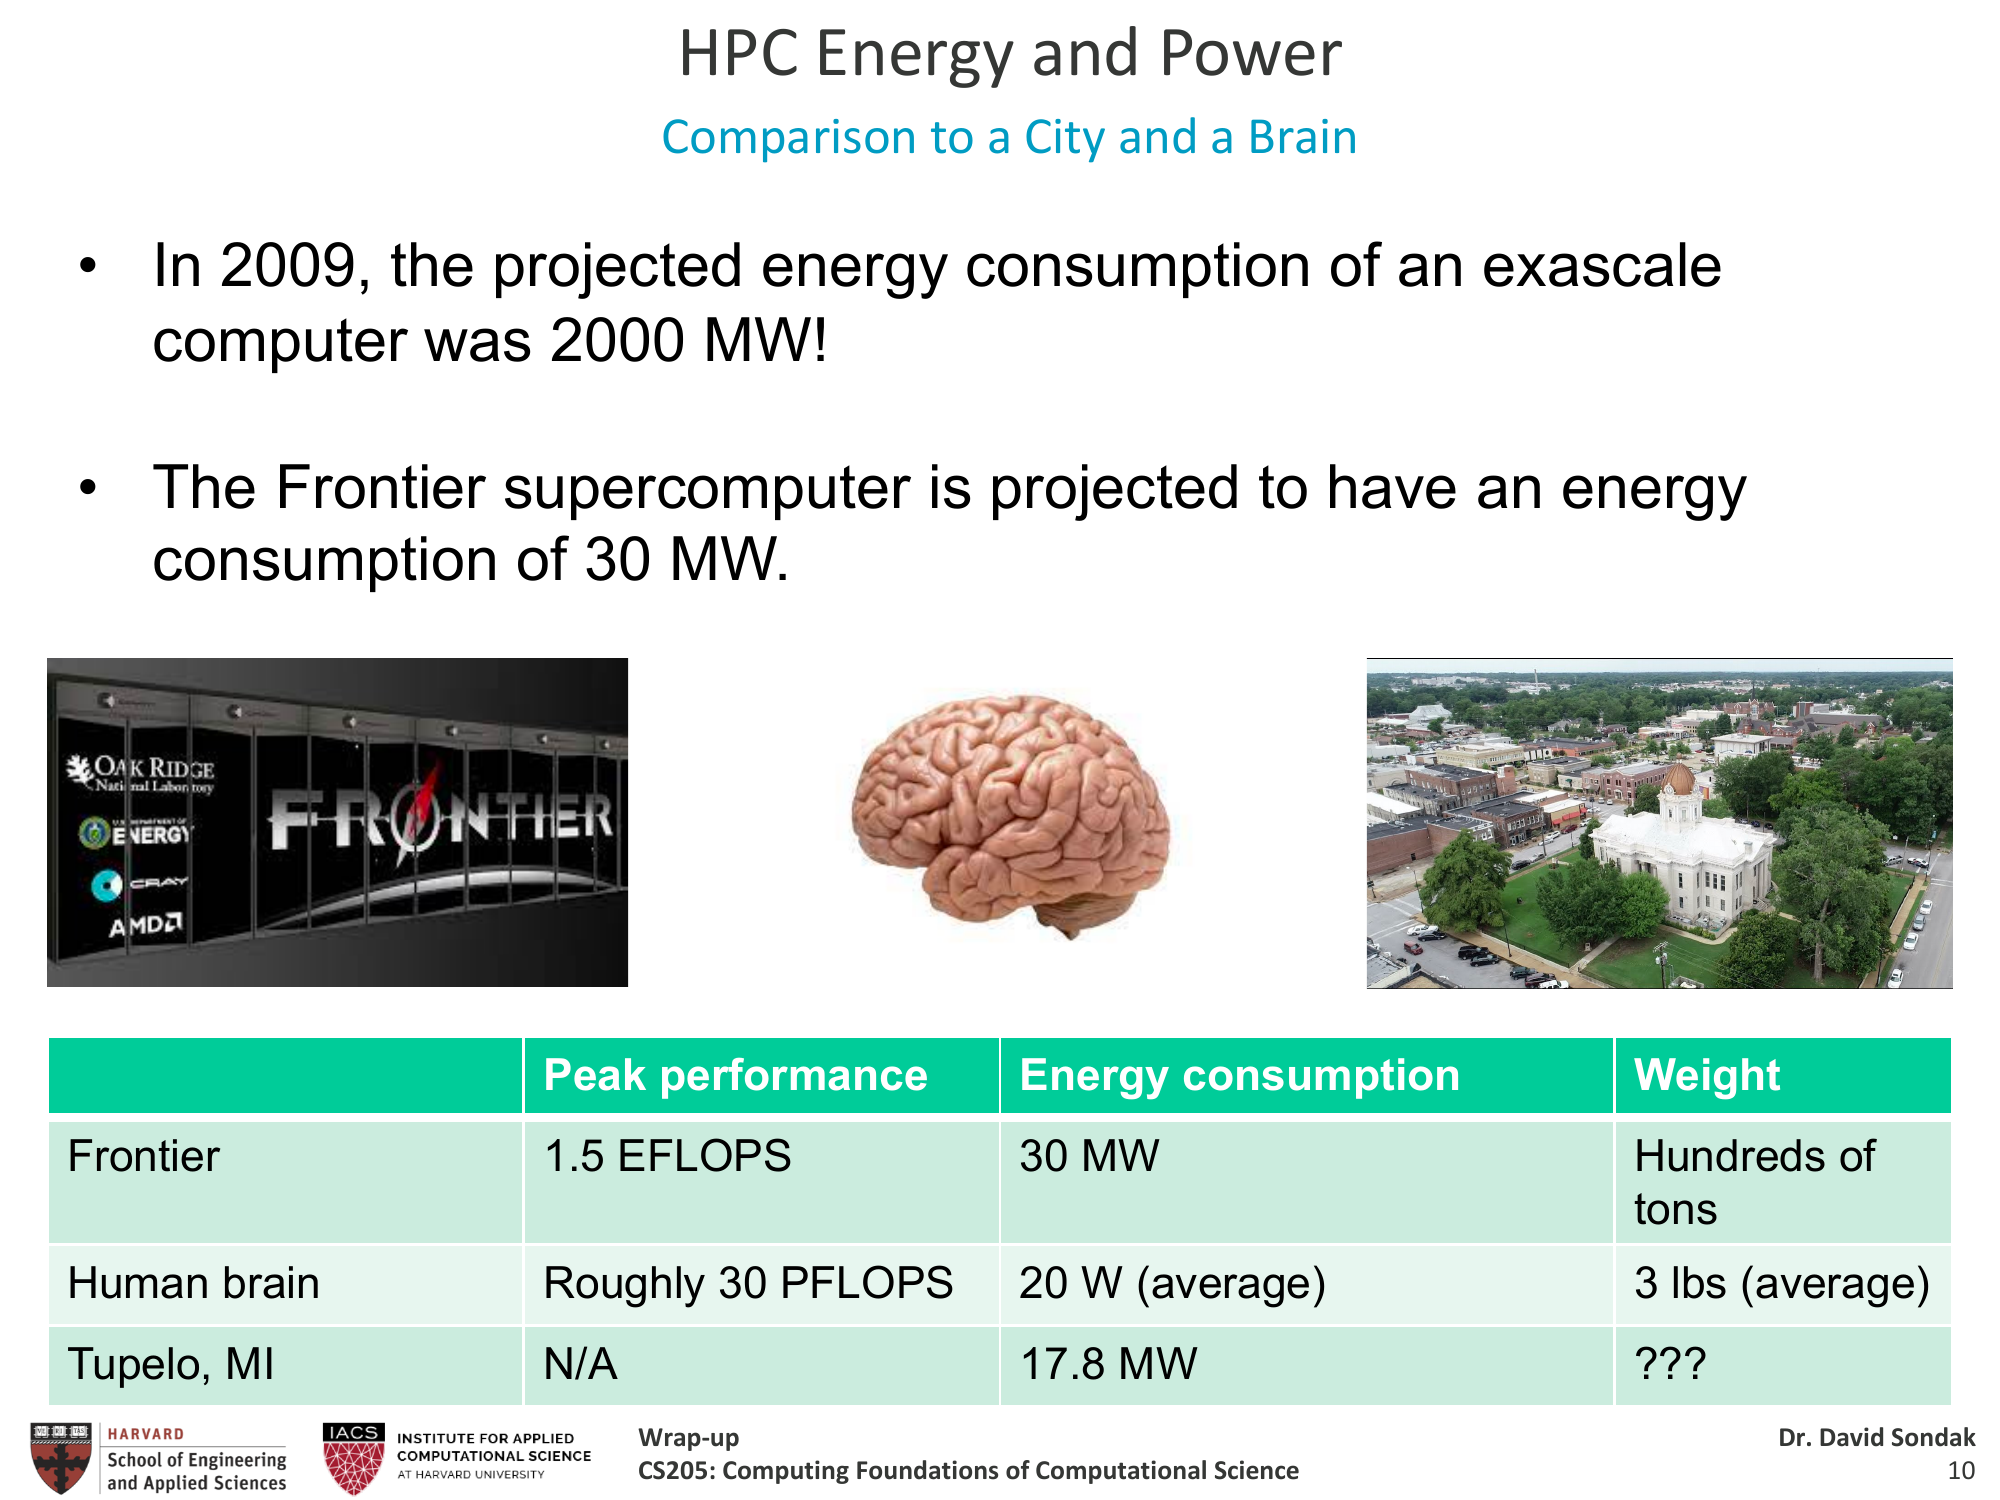 HPC Energy and Power
Comparison to a City and a Brain
• In 2009, the projected energy consumption of an exascale
computer was 2000 MW!
• The Frontier supercomputer is projected to have an energy
consumption of 30 MW.
OAK RIDGE
National Laboratory
U.S. DEPARTMENT OF
ENERGY
CRAY
AMD
FRONTIER
Peak performance Energy consumption Weight
Frontier 1.5 EFLOPS 30 MW Hundreds of
tons
Human brain Roughly 30 PFLOPS 20 W (average) 3 lbs (average)
Tupelo, MI N/A 17.8 MW ???
HARVARD
School of Engineering
and Applied Sciences
IACS
INSTITUTE FOR APPLIED
COMPUTATIONAL SCIENCE
AT HARVARD UNIVERSITY
Wrap-up
CS205: Computing Foundations of Computational Science
Dr. David Sondak
10